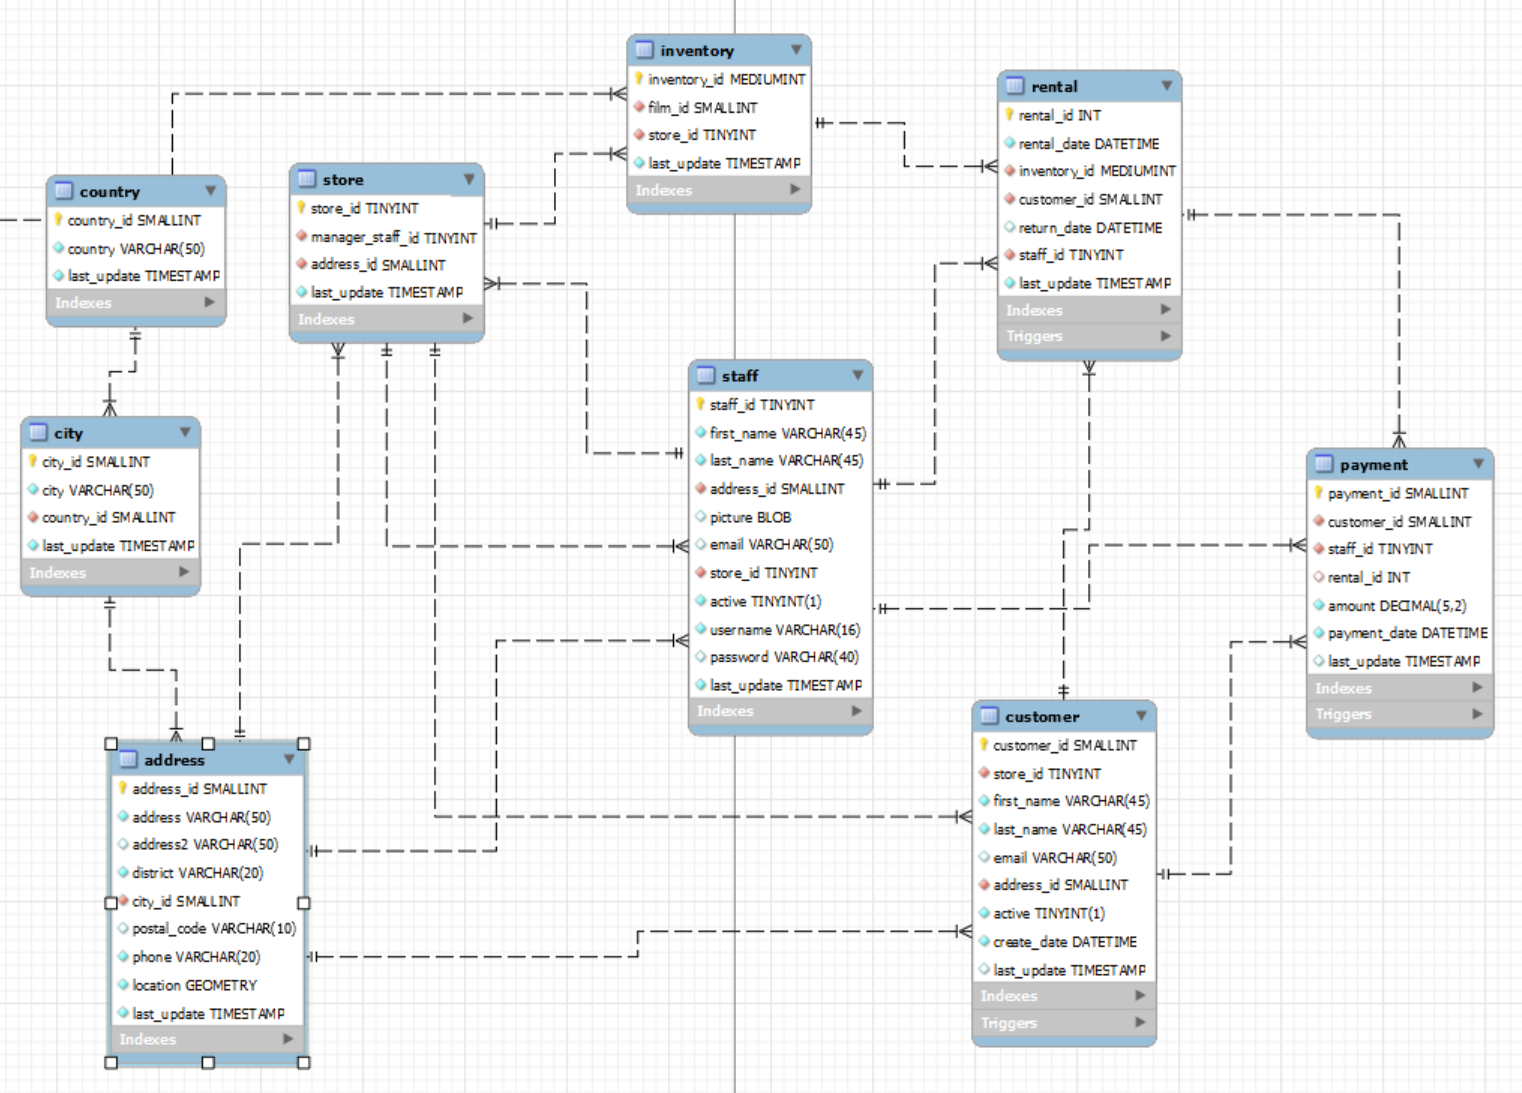 inventory
inventory_id MEDIUMINT
film_id SMALLINT
store_id TINYINT
last_update TIMESTAMP
Indexes
rental
rental_id INT
rental_date DATETIME
inventory_id MEDIUMINT
customer_id SMALLINT
return_date DATETIME
staff_id TINYINT
last_update TIMESTAMP
Indexes
Triggers
country
country_id SMALLINT
country VARCHAR(50)
last_update TIMESTAMP
Indexes
store
store_id TINYINT
manager_staff_id TINYINT
address_id SMALLINT
last_update TIMESTAMP
Indexes
staff
staff_id TINYINT
first_name VARCHAR(45)
last_name VARCHAR(45)
address_id SMALLINT
picture BLOB
email VARCHAR(50)
store_id TINYINT
active TINYINT(1)
username VARCHAR(16)
password VARCHAR(40)
last_update TIMESTAMP
Indexes
city
city_id SMALLINT
city VARCHAR(50)
country_id SMALLINT
last_update TIMESTAMP
Indexes
payment
payment_id SMALLINT
customer_id SMALLINT
staff_id TINYINT
rental_id INT
amount DECIMAL(5,2)
payment_date DATETIME
last_update TIMESTAMP
Indexes
Triggers
address
address_id SMALLINT
address VARCHAR(50)
address2 VARCHAR(50)
district VARCHAR(20)
city_id SMALLINT
postal_code VARCHAR(10)
phone VARCHAR(20)
location GEOMETRY
last_update TIMESTAMP
Indexes
customer
customer_id SMALLINT
store_id TINYINT
first_name VARCHAR(45)
last_name VARCHAR(45)
email VARCHAR(50)
address_id SMALLINT
active TINYINT(1)
create_date DATETIME
last_update TIMESTAMP
Indexes
Triggers